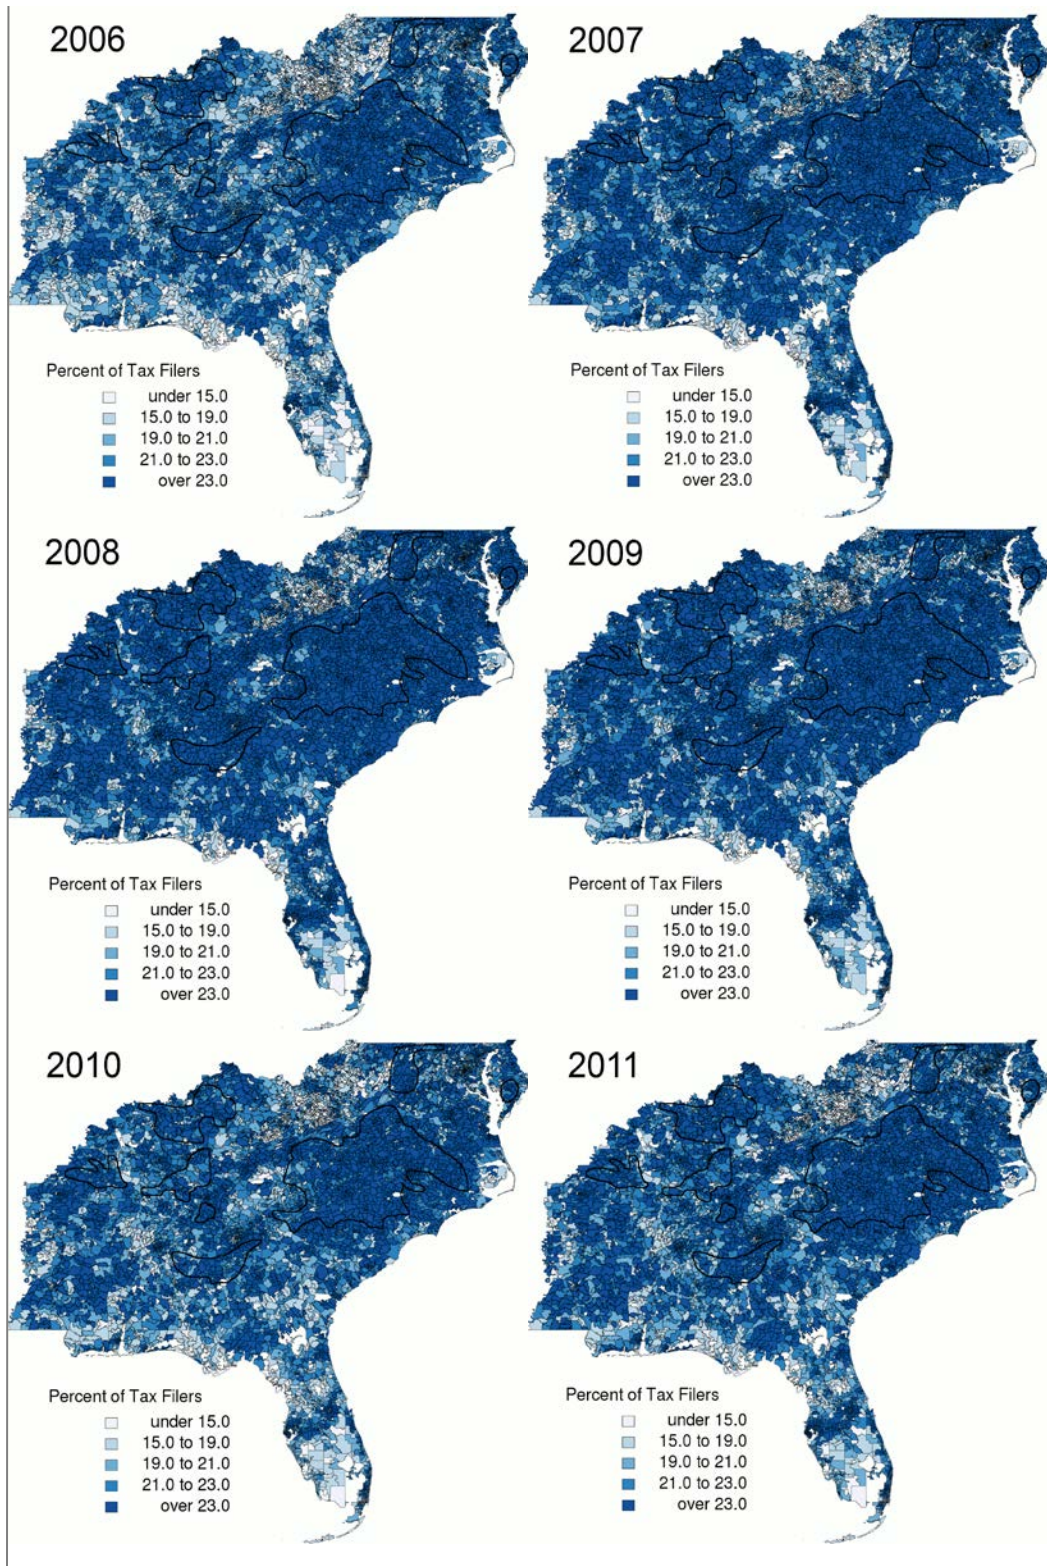 2006
Percent of Tax Filers
under 15.0
15.0 to 19.0
19.0 to 21.0
21.0 to 23.0
over 23.0
2007
Percent of Tax Filers
under 15.0
15.0 to 19.0
19.0 to 21.0
21.0 to 23.0
over 23.0
2008
Percent of Tax Filers
under 15.0
15.0 to 19.0
19.0 to 21.0
21.0 to 23.0
over 23.0
2009
Percent of Tax Filers
under 15.0
15.0 to 19.0
19.0 to 21.0
21.0 to 23.0
over 23.0
2010
Percent of Tax Filers
under 15.0
15.0 to 19.0
19.0 to 21.0
21.0 to 23.0
over 23.0
2011
Percent of Tax Filers
under 15.0
15.0 to 19.0
19.0 to 21.0
21.0 to 23.0
over 23.0